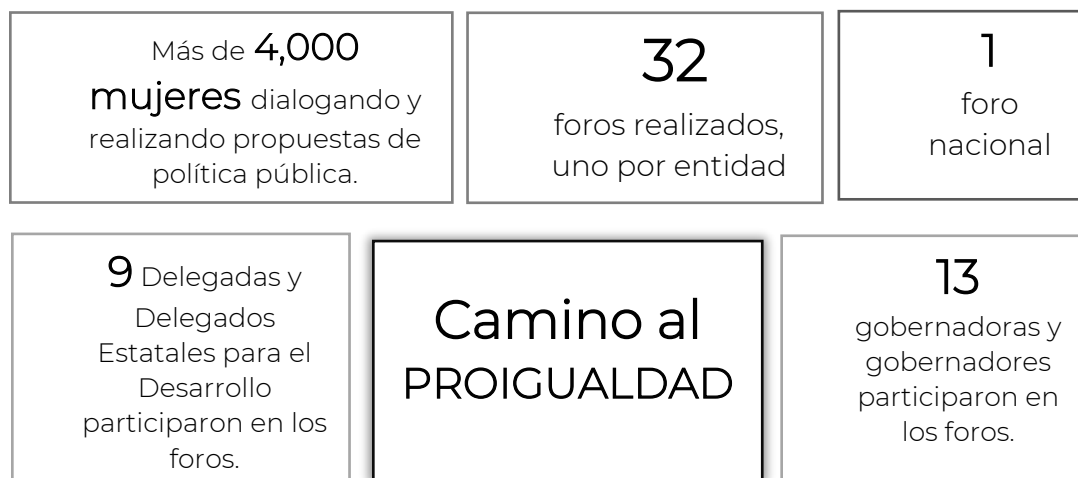 Más de 4,000
mujeres dialogando y
realizando propuestas de
política pública.
32
foros realizados,
uno por entidad
1
foro
nacional
9 Delegadas y
Delegados
Estatales para el
Desarrollo
participaron en los
foros.
Camino al
PROIGUALDAD
13
gobernadoras y
gobernadores
participaron en
los foros.